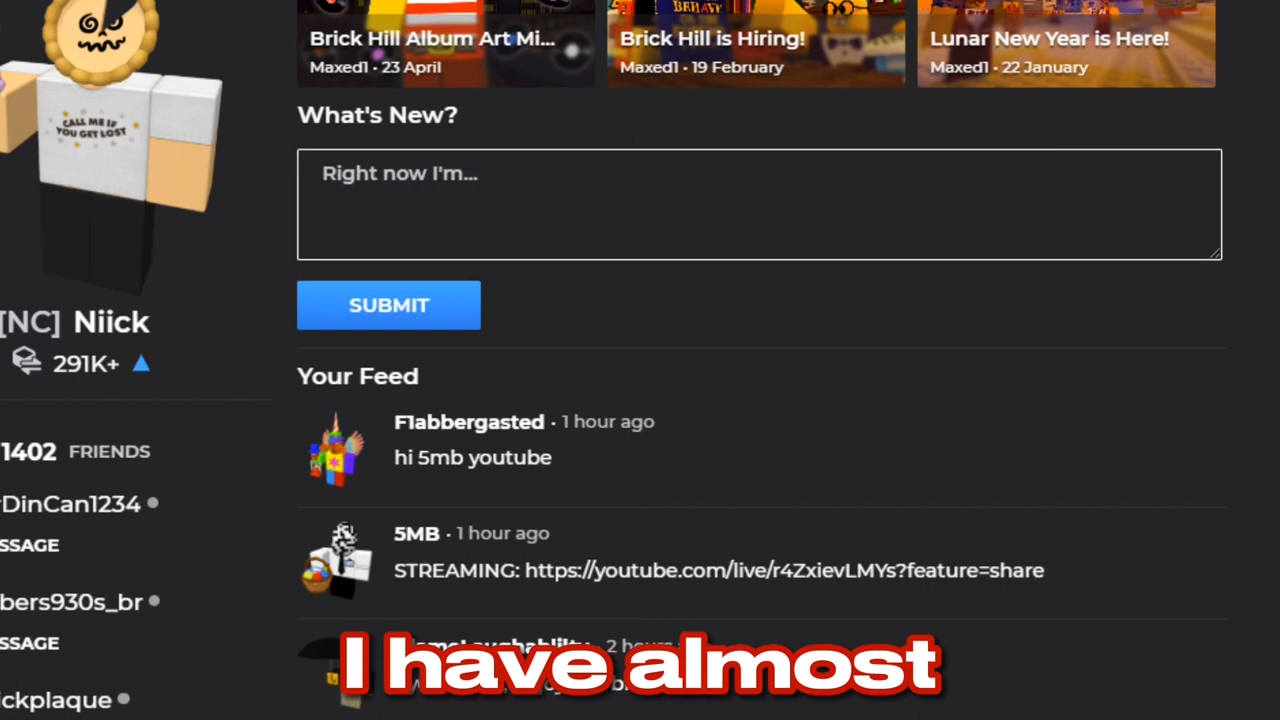 Brick Hill Album Art Mi...
Maxed1 · 23 April
Brick Hill is Hiring!
Maxed1 · 19 February
Lunar New Year is Here!
Maxed1 · 22 January
CALL ME IF
YOU GET LOST
What's New?
Right now I'm...
SUBMIT
[NC] Niick
291K+
1402 FRIENDS
DinCan1234
SSAGE
bers930s_br
SSAGE
ickplaque
Your Feed
F1abbergasted · 1 hour ago
hi 5mb youtube
5MB · 1 hour ago
STREAMING: https://youtube.com/live/r4ZxievLMYs?feature=share
I have almost